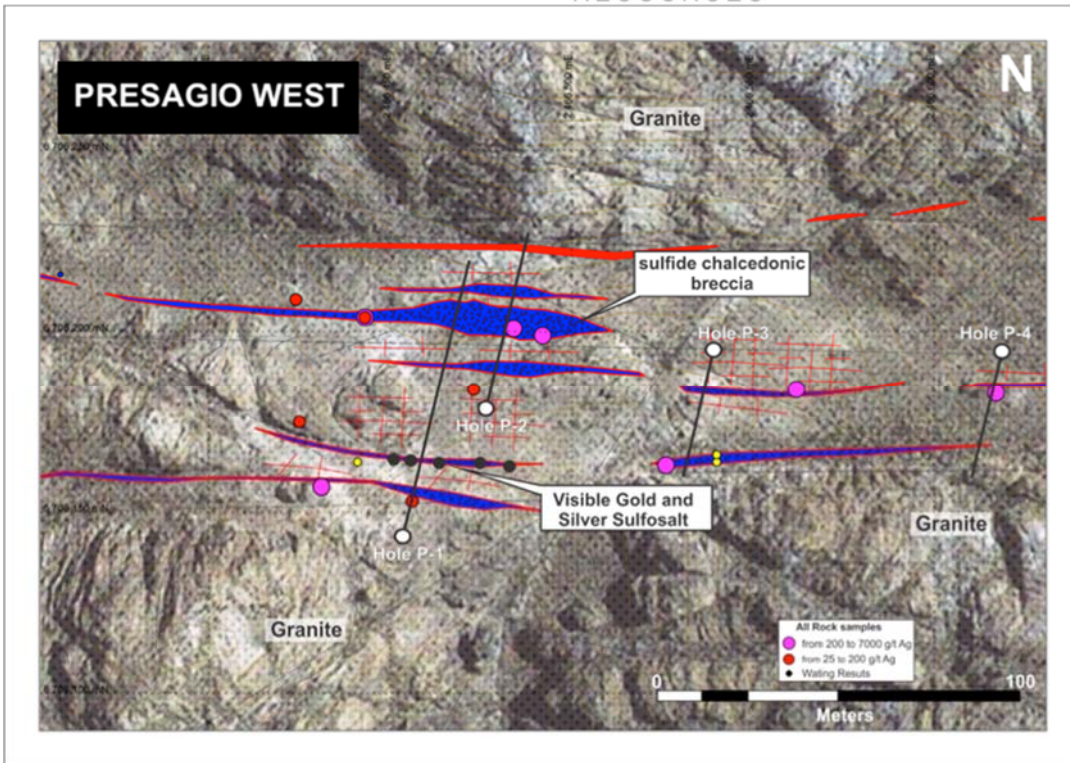 PRESAGIO WEST
N
Granite
sulfide chalcedonic
breccia
Hole P-3
Hole P-4
Hole P-2
Visible Gold and
Silver Sulfosalt
Hole P-1
Granite
Granite
All Rock samples
from 200 to 7000 g/t Ag
from 25 to 200 g/t Ag
Wating Resuts
0
100
Meters